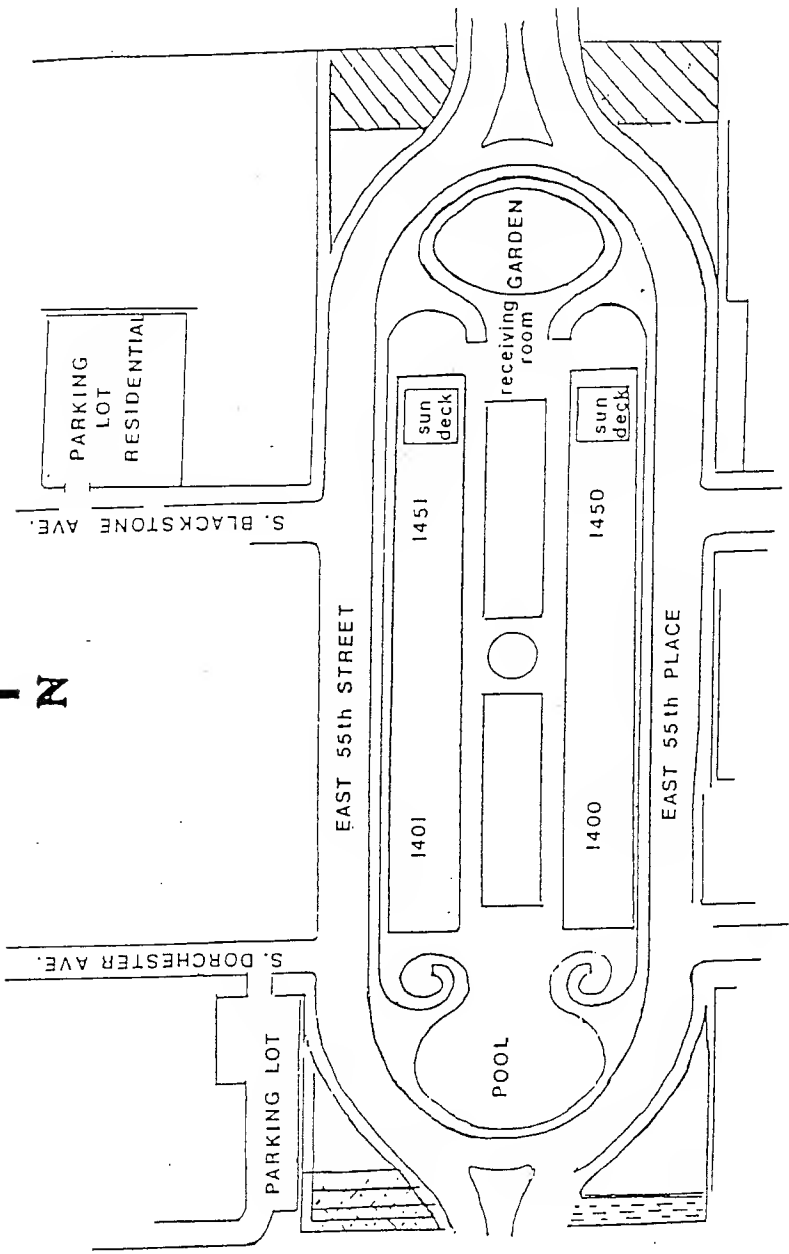 N
PARKING
LOT
RESIDENTIAL
PARKING LOT
S. DORCHESTER AVE.
S. BLACKSTONE AVE.
EAST 55th STREET
1401
1451
sun
deck
POOL
receiving
room
GARDEN
1400
1450
sun
deck
EAST 55th PLACE